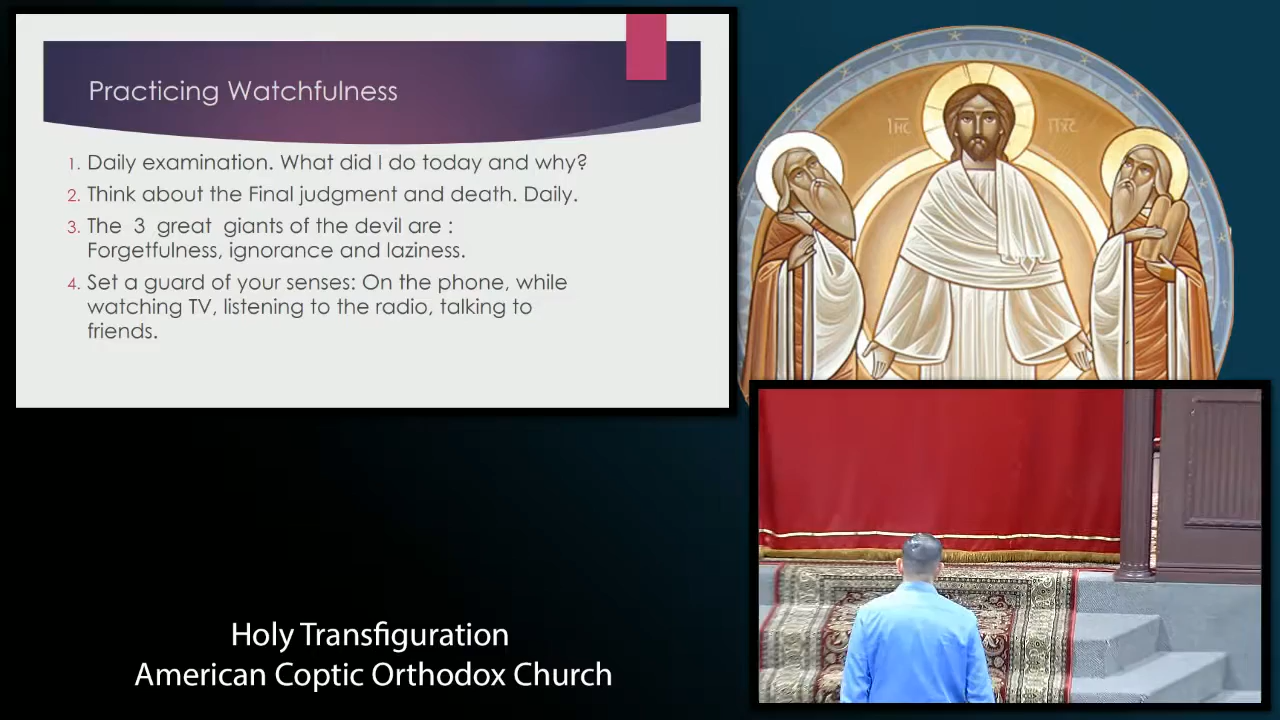 Practicing Watchfulness
1. Daily examination. What did I do today and why?
2. Think about the Final judgment and death. Daily.
3. The 3 great giants of the devil are :
Forgetfulness, ignorance and laziness.
4. Set a guard of your senses: On the phone, while
watching TV, listening to the radio, talking to
friends.
Holy Transfiguration
American Coptic Orthodox Church